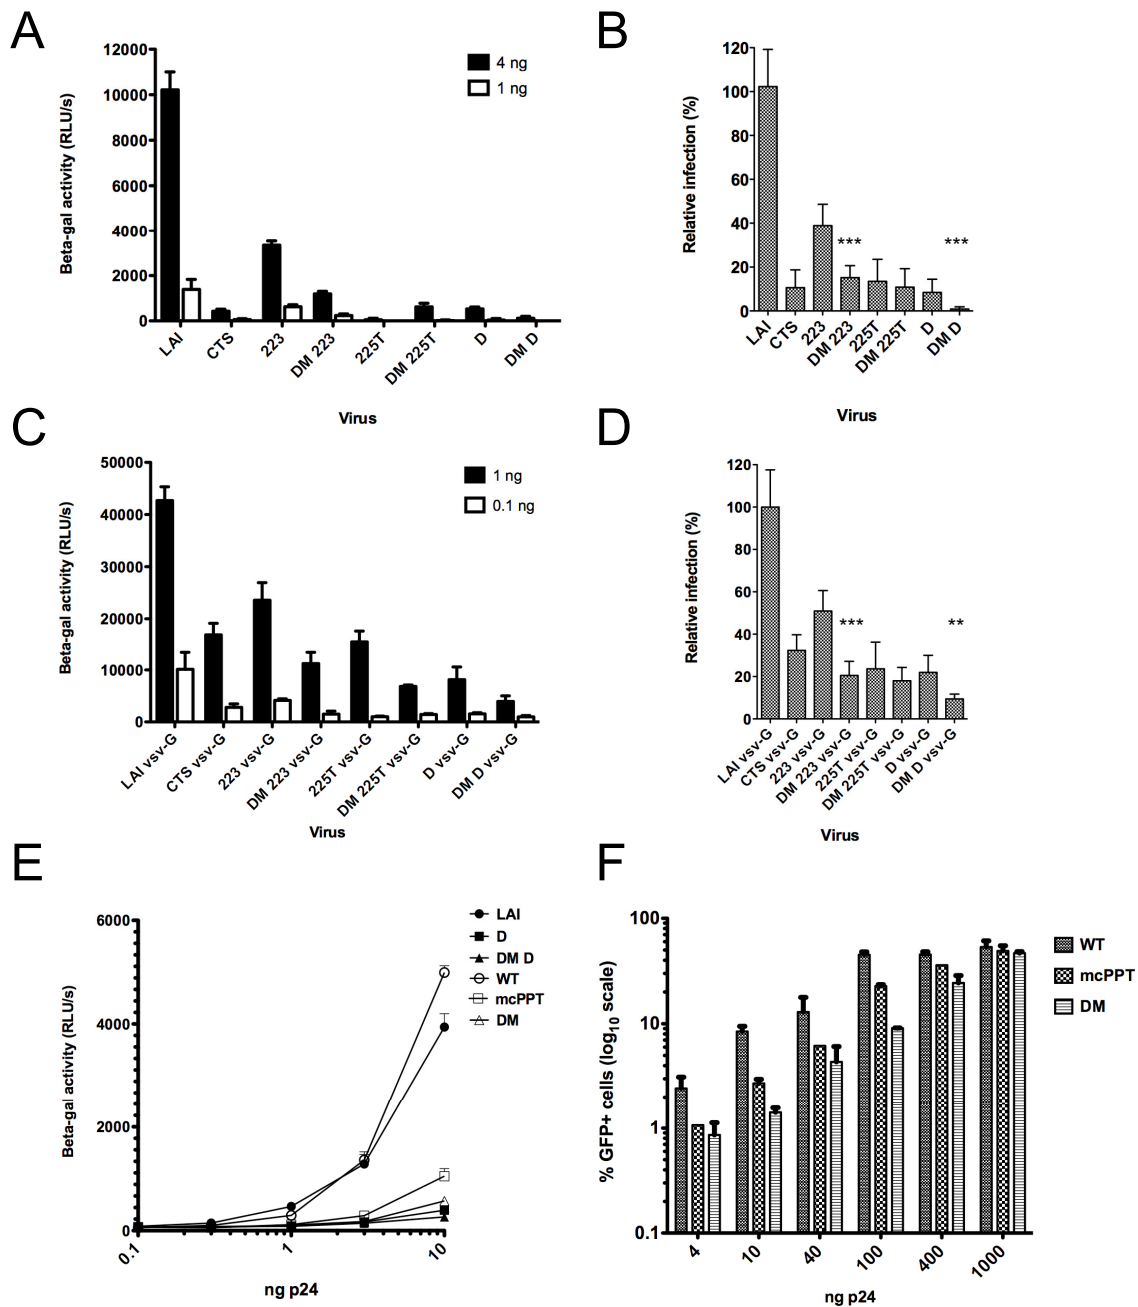 A
Beta-gal activity (RLU/s)
12000
10000
8000
6000
4000
2000
0
4 ng
1 ng
LAI
CTS
223
DM 223
225T
DM 225T
D
DM D
Virus
B
Relative infection (%)
120
100
80
60
40
20
0
***
***
LAI
CTS
223
DM 223
225T
DM 225T
D
DM D
Virus
C
Beta-gal activity (RLU/s)
50000
40000
30000
20000
10000
0
1 ng
0.1 ng
LAI vsv-G
CTS vsv-G
223 vsv-G
DM 223 vsv-G
225T vsv-G
DM 225T vsv-G
D vsv-G
DM D vsv-G
Virus
D
Relative infection (%)
120
100
80
60
40
20
0
***
**
LAI vsv-G
CTS vsv-G
223 vsv-G
DM 223 vsv-G
225T vsv-G
DM 225T vsv-G
D vsv-G
DM D vsv-G
Virus
E
Beta-gal activity (RLU/s)
6000
4000
2000
0
LAI
D
DM D
WT
mcPPT
DM
0.1
1
10
ng p24
F
% GFP+ cells (log10 scale)
100
10
1
0.1
WT
mcPPT
DM
4
10
40
100
400
1000
ng p24